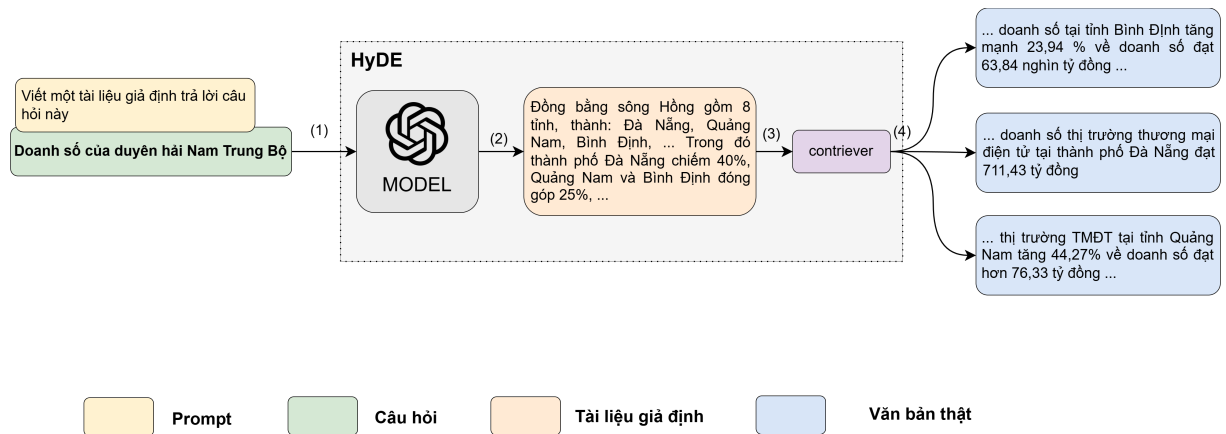 HyDE
Viết một tài liệu giả định trả lời câu
hỏi này
Doanh số của duyên hải Nam Trung Bộ
(1)
MODEL
(2)
Đồng bằng sông Hồng gồm 8
tỉnh, thành: Đà Nẵng, Quảng
Nam, Bình Định, ... Trong đó
thành phố Đà Nẵng chiếm 40%,
Quảng Nam và Bình Định đóng
góp 25%, ...
(3)
contriever
(4)
... doanh số tại tỉnh Bình ĐỊnh tăng
mạnh 23,94 % về doanh số đạt
63,84 nghìn tỷ đồng ...
... doanh số thị trường thương mại
điện tử tại thành phố Đà Nẵng đạt
711,43 tỷ đồng
... thị trường TMĐT tại tỉnh Quảng
Nam tăng 44,27% về doanh số đạt
hơn 76,33 tỷ đồng ...
Prompt
Câu hỏi
Tài liệu giả định
Văn bản thật